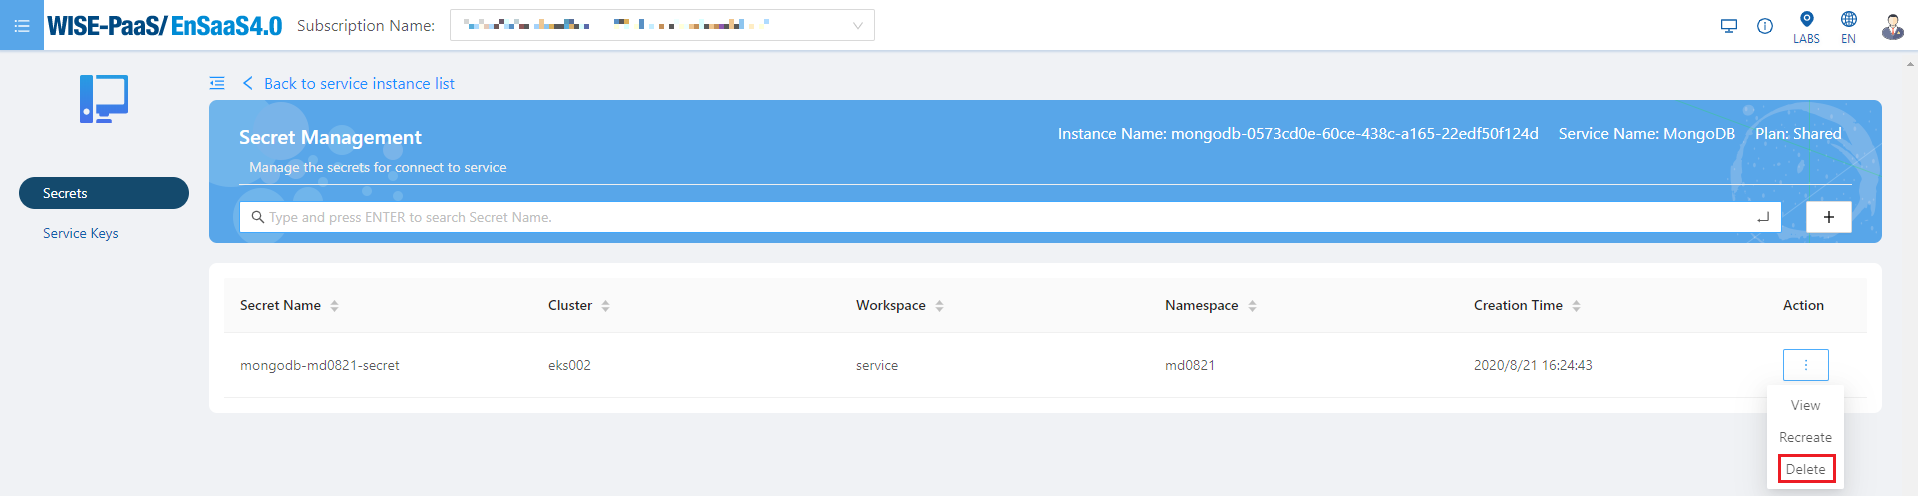 WISE-PaaS/ EnSaaS4.0 Subscription Name:
LABS EN
Back to service instance list
Secret Management
Instance Name: mongodb-0573cd0e-60ce-438c-a165-22edf50f124d Service Name: MongoDB Plan: Shared
Manage the secrets for connect to service
Secrets
Type and press ENTER to search Secret Name.
Service Keys
Secret Name Cluster Workspace Namespace Creation Time Action
mongodb-md0821-secret eks002 service md0821 2020/8/21 16:24:43
View
Recreate
Delete